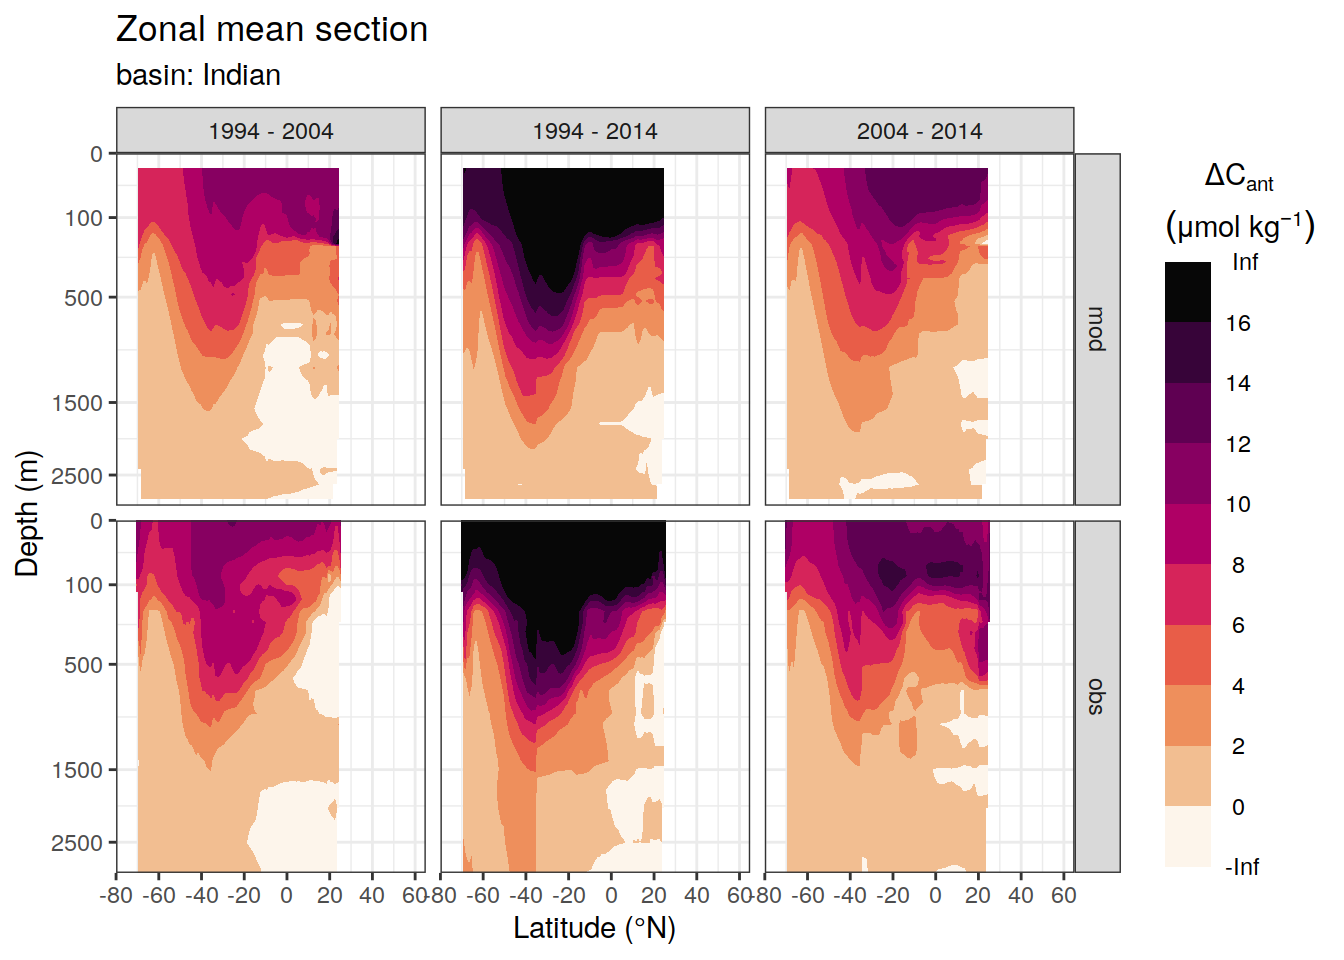 Zonal mean section
basin: Indian
1994 - 2004
1994 - 2014
2004 - 2014
0
100
500
1500
2500
mod
0
100
500
1500
2500
obs
Depth (m)
-80 -60 -40 -20 0 20 40 60
-80 -60 -40 -20 0 20 40 60
-80 -60 -40 -20 0 20 40 60
Latitude (°N)
ΔCant
(μmol kg⁻¹)
Inf
16
14
12
10
8
6
4
2
0
-Inf